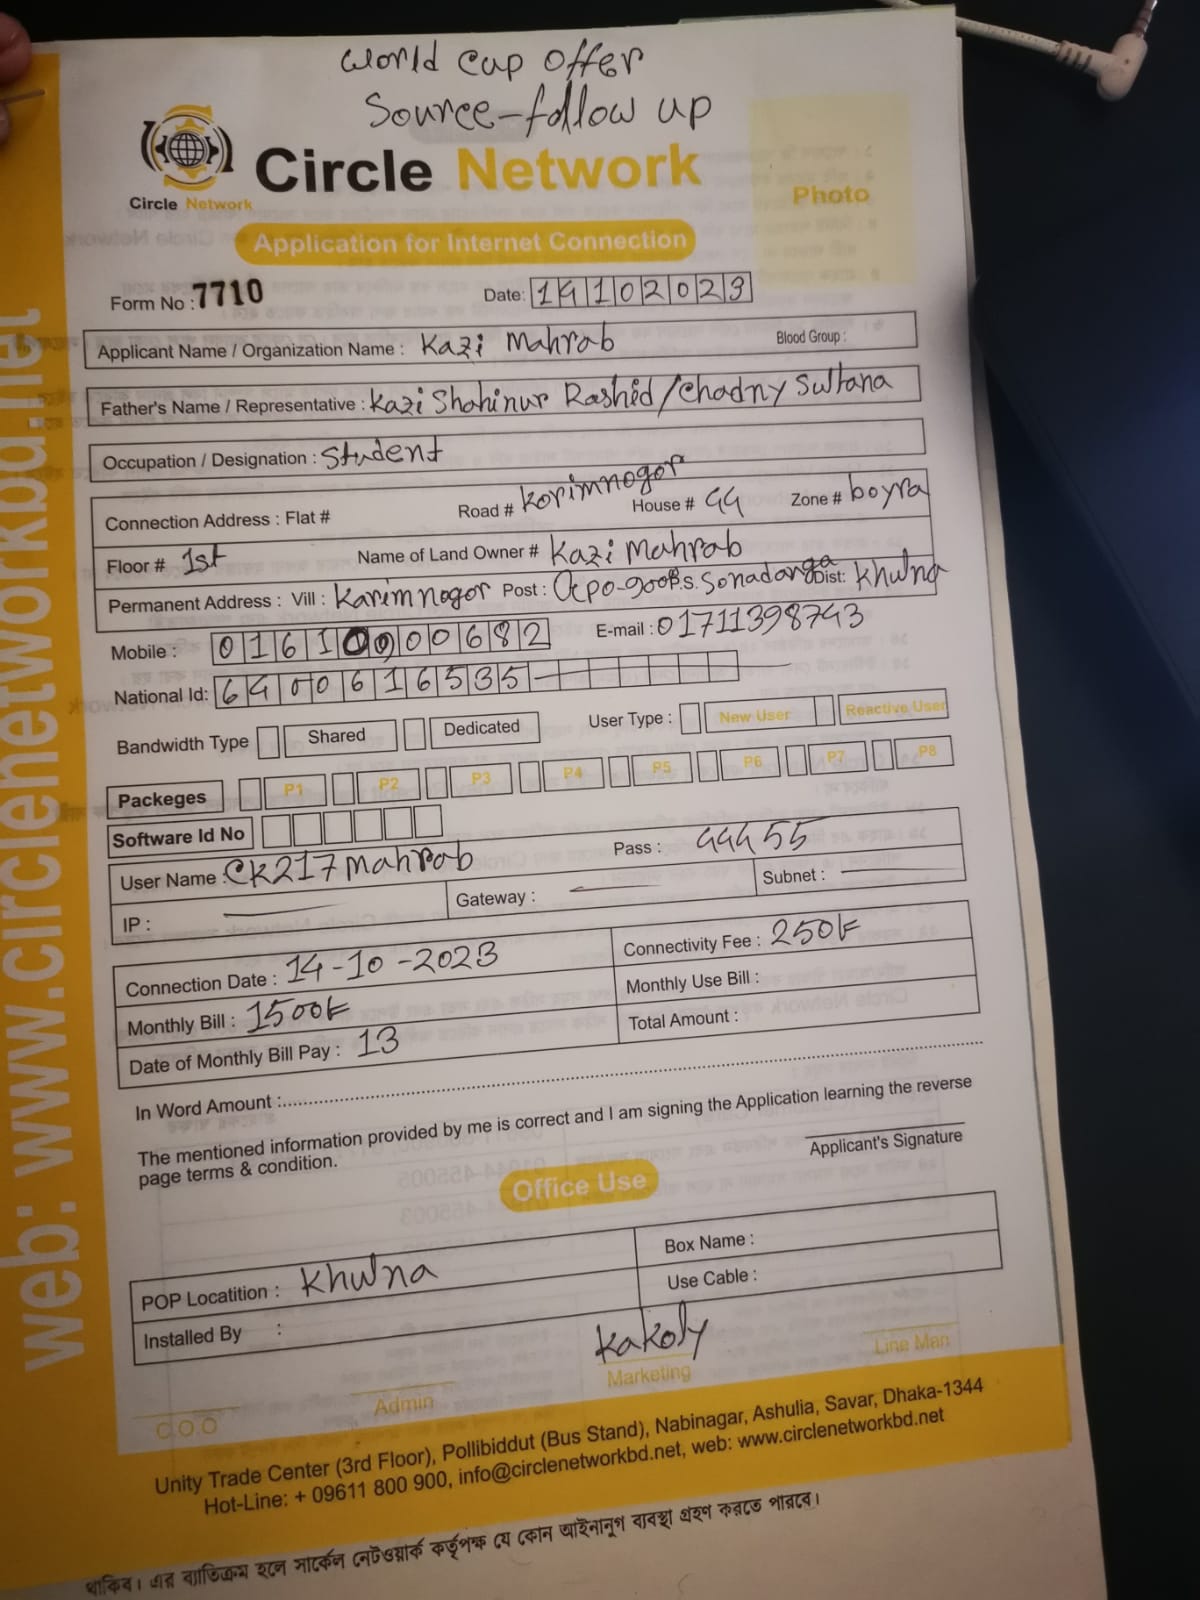 World Cup Offer
Source-follow up
Circle Network
Circle Network
Photo
Application for Internet Connection
Form No : 7710
Date: 14102023
Applicant Name / Organization Name : Kazi Mahrab Blood Group :
Father's Name / Representative : Kazi Shahinur Rashid/Chadny Sultana
Occupation / Designation : Student
Connection Address : Flat # Road # Korimnogor House # 44 Zone # boyra
Floor # 1st Name of Land Owner # Kazi Mahrab
Permanent Address : Vill : Karimnogor Post : Gpo-9000 P.s. Sonadanga Dist: Khulna
Mobile : 01610000682 E-mail : 01711398743
National Id: 6400616535
Bandwidth Type Shared Dedicated User Type : New User Reactive User
Packeges P1 P2 P3 P4 P5 P6 P7 P8
Software Id No
User Name : CK217mahrab Pass : 44455
IP : Gateway : Subnet :
Connection Date : 14-10-2023 Connectivity Fee : 250৳
Monthly Bill : 1500৳ Monthly Use Bill :
Date of Monthly Bill Pay : 13 Total Amount :
In Word Amount :
The mentioned information provided by me is correct and I am signing the Application learning the reverse
page terms & condition.
Applicant's Signature
Office Use
POP Locatition : Khulna Box Name :
Installed By : Use Cable :
Kakoly
C.O.O Admin Marketing Line Man
Unity Trade Center (3rd Floor), Pollibiddut (Bus Stand), Nabinagar, Ashulia, Savar, Dhaka-1344
Hot-Line: + 09611 800 900, info@circlenetworkbd.net, web: www.circlenetworkbd.net
থাকিব। এর ব্যতিক্রম হলে সার্কেল নেটওয়ার্ক কর্তৃপক্ষ যে কোন আইনানুগ ব্যবস্থা গ্রহণ করতে পারবে।
web: www.circlenetworkbd.net